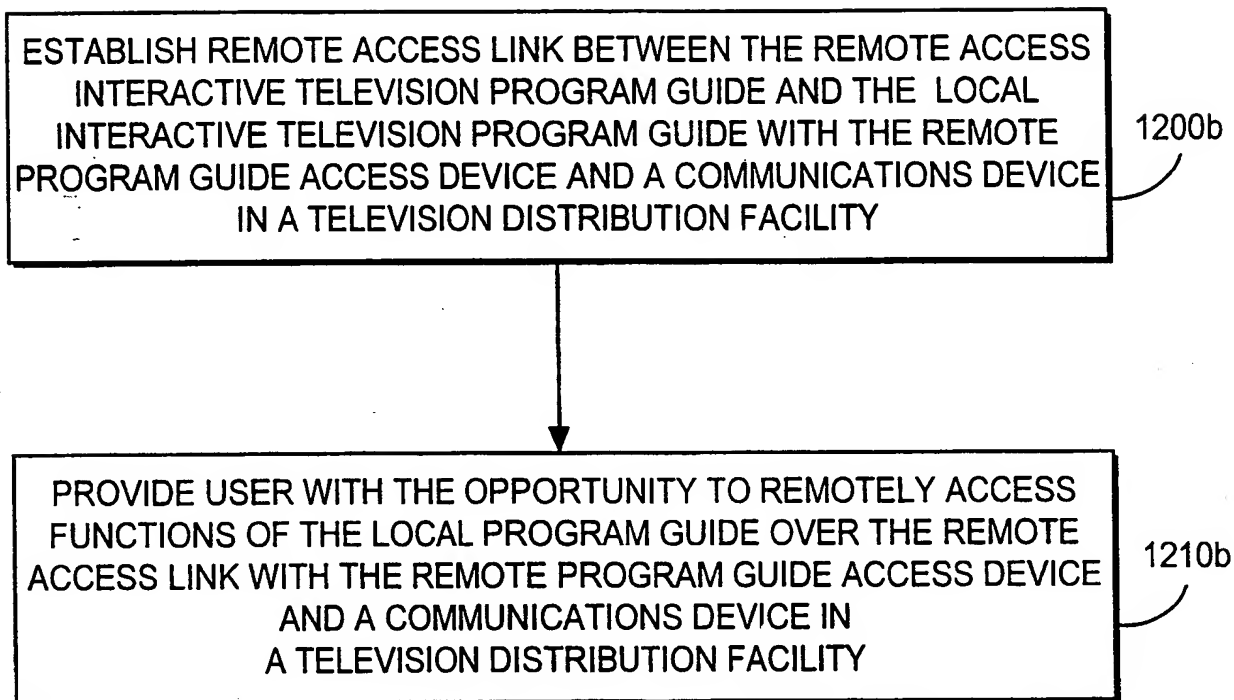 ESTABLISH REMOTE ACCESS LINK BETWEEN THE REMOTE ACCESS
INTERACTIVE TELEVISION PROGRAM GUIDE AND THE LOCAL
INTERACTIVE TELEVISION PROGRAM GUIDE WITH THE REMOTE
PROGRAM GUIDE ACCESS DEVICE AND A COMMUNICATIONS DEVICE
IN A TELEVISION DISTRIBUTION FACILITY
1200b
PROVIDE USER WITH THE OPPORTUNITY TO REMOTELY ACCESS
FUNCTIONS OF THE LOCAL PROGRAM GUIDE OVER THE REMOTE
ACCESS LINK WITH THE REMOTE PROGRAM GUIDE ACCESS DEVICE
AND A COMMUNICATIONS DEVICE IN
A TELEVISION DISTRIBUTION FACILITY
1210b